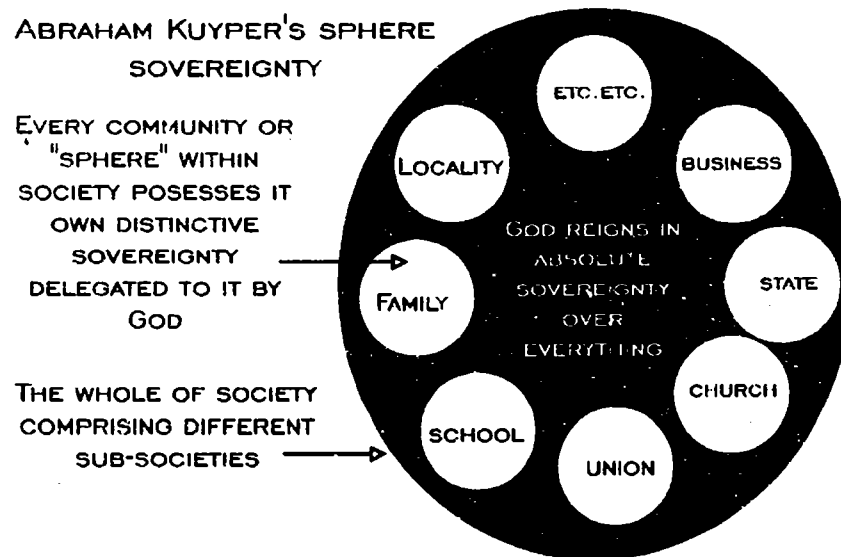 ABRAHAM KUYPER'S SPHERE
SOVEREIGNTY
EVERY COMMUNITY OR
"SPHERE" WITHIN
SOCIETY POSESSES IT
OWN DISTINCTIVE
SOVEREIGNTY
DELEGATED TO IT BY
GOD
THE WHOLE OF SOCIETY
COMPRISING DIFFERENT
SUB-SOCIETIES
ETC. ETC.
LOCALITY
BUSINESS
GOD REIGNS IN
ABSOLUTE
SOVEREIGNTY
OVER
EVERYTHING
FAMILY
STATE
CHURCH
SCHOOL
UNION